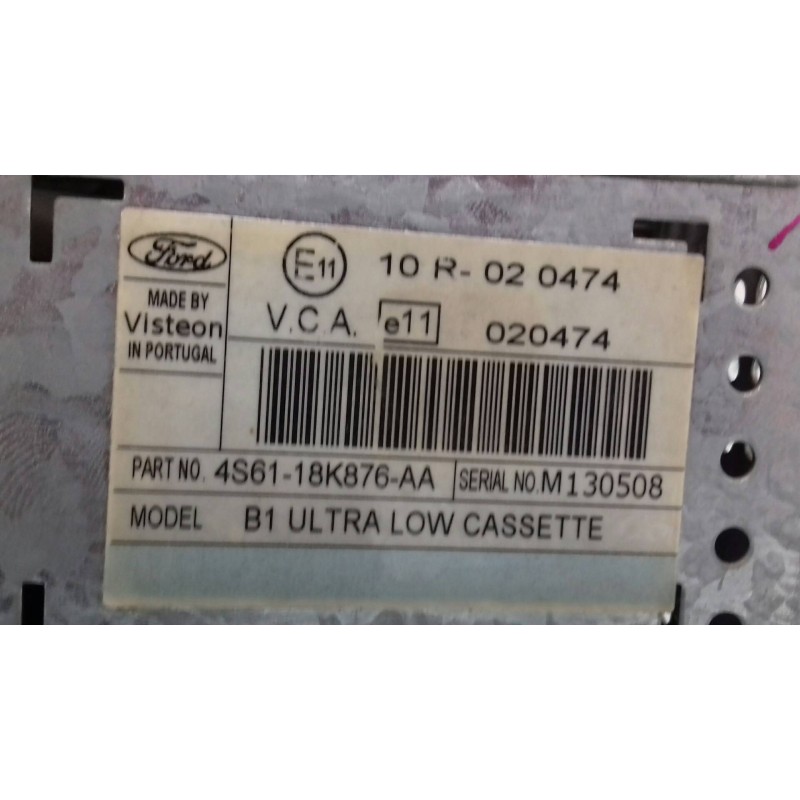 Ford
MADE BY
Visteon
IN PORTUGAL
E11 10 R- 02 0474
V.C.A. e11 020474
PART NO. 4S61-18K876-AA SERIAL NO. M130508
MODEL B1 ULTRA LOW CASSETTE